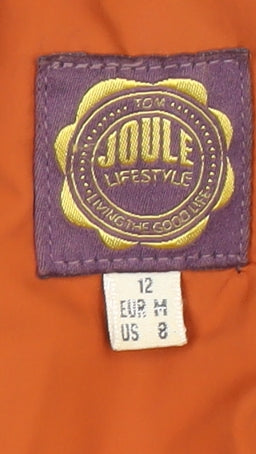 TOM
JOULE
LIFESTYLE
LIVING THE GOOD LIFE
12
EUR M
US 8